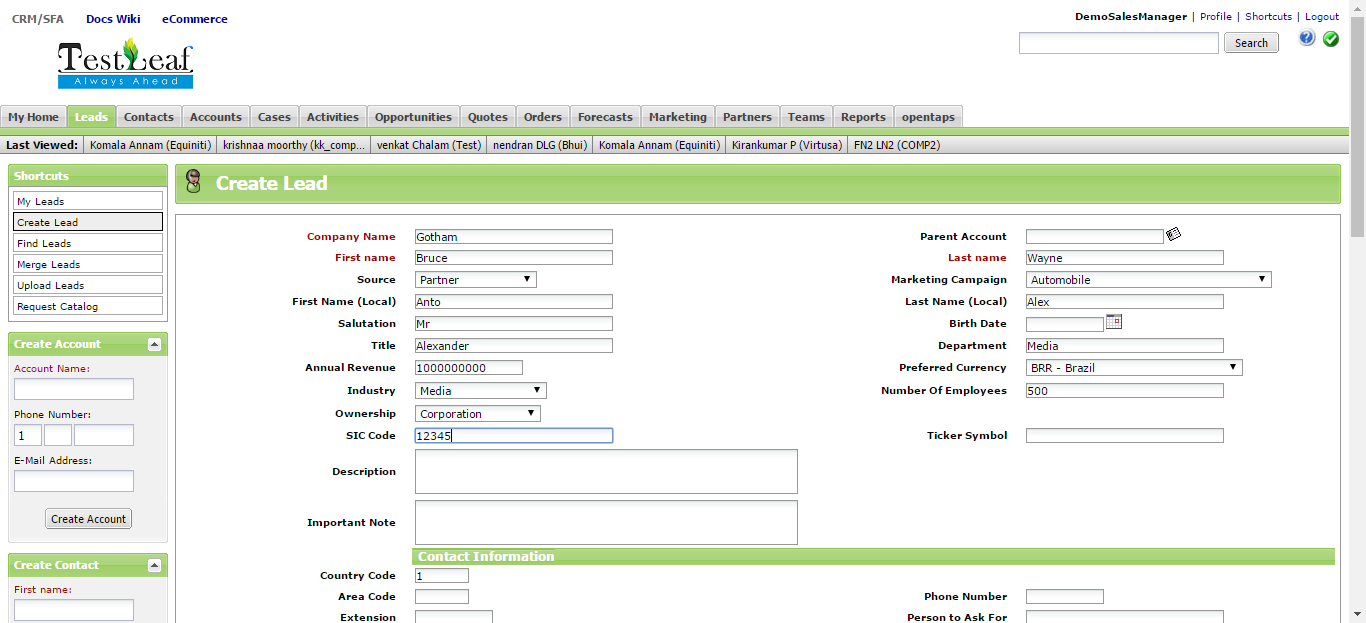 CRM/SFA Docs Wiki eCommerce
DemoSalesManager | Profile | Shortcuts | Logout
TestLeaf
Always Ahead
Search
My Home Leads Contacts Accounts Cases Activities Opportunities Quotes Orders Forecasts Marketing Partners Teams Reports opentaps
Last Viewed: Komala Annam (Equiniti) krishnaa moorthy (kk_comp... venkat Chalam (Test) nendran DLG (Bhui) Komala Annam (Equiniti) Kirankumar P (Virtusa) FN2 LN2 (COMP2)
Shortcuts
My Leads
Create Lead
Find Leads
Merge Leads
Upload Leads
Request Catalog
Create Account
Account Name:
Phone Number:
1
E-Mail Address:
Create Account
Create Contact
First name:
Create Lead
Company Name Gotham Parent Account
First name Bruce Last name Wayne
Source Partner Marketing Campaign Automobile
First Name (Local) Anto Last Name (Local) Alex
Salutation Mr Birth Date
Title Alexander Department Media
Annual Revenue 1000000000 Preferred Currency BRR - Brazil
Industry Media Number Of Employees 500
Ownership Corporation
SIC Code 12345 Ticker Symbol
Description
Important Note
Contact Information
Country Code 1
Area Code Phone Number
Extension Person to Ask For